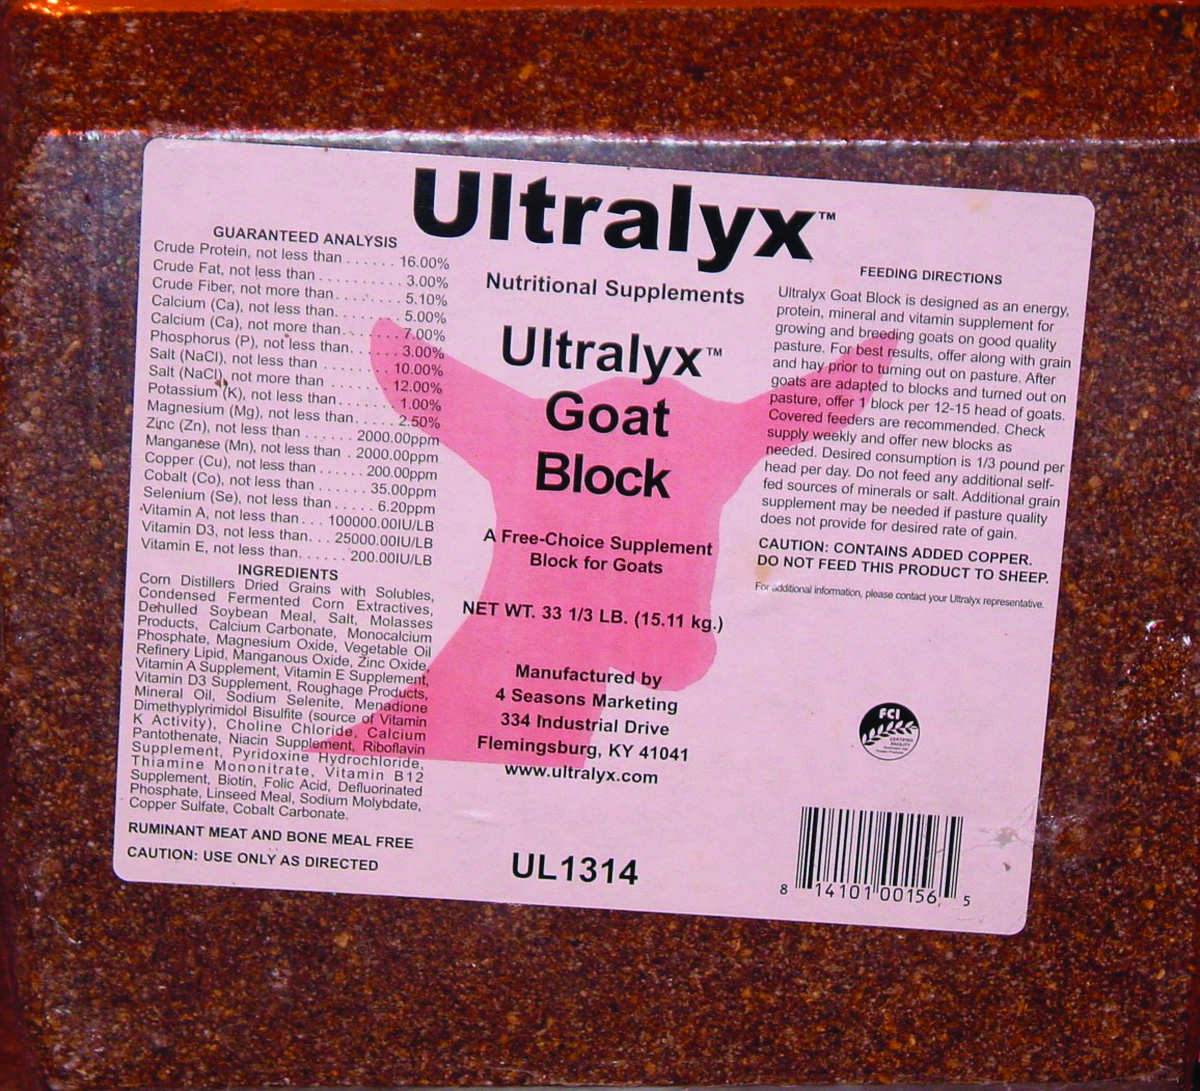 Ultralyx™
GUARANTEED ANALYSIS
Crude Protein, not less than ...... 16.00%
Crude Fat, not less than .......... 3.00%
Crude Fiber, not more than........ 5.10%
Calcium (Ca), not less than........ 5.00%
Calcium (Ca), not more than....... 7.00%
Phosphorus (P), not less than...... 3.00%
Salt (NaCl), not less than ........ 10.00%
Salt (NaCl), not more than ....... 12.00%
Potassium (K), not less than....... 1.00%
Magnesium (Mg), not less than..... 2.50%
Zinc (Zn), not less than ...... 2000.00ppm
Manganese (Mn), not less than . 2000.00ppm
Copper (Cu), not less than ...... 200.00ppm
Cobalt (Co), not less than ...... 35.00ppm
Selenium (Se), not less than ..... 6.20ppm
Vitamin A, not less than... 100000.00IU/LB
Vitamin D3, not less than... 25000.00IU/LB
Vitamin E, not less than...... 200.00IU/LB
INGREDIENTS
Corn Distillers Dried Grains with Solubles,
Condensed Fermented Corn Extractives,
Dehulled Soybean Meal, Salt, Molasses
Products, Calcium Carbonate, Monocalcium
Phosphate, Magnesium Oxide, Vegetable Oil
Refinery Lipid, Manganous Oxide, Zinc Oxide,
Vitamin A Supplement, Vitamin E Supplement,
Vitamin D3 Supplement, Roughage Products,
Mineral Oil, Sodium Selenite, Menadione
Dimethyplyrimidol Bisulfite (source of Vitamin
K Activity), Choline Chloride, Calcium
Pantothenate, Niacin Supplement, Riboflavin
Supplement, Pyridoxine Hydrochloride,
Thiamine Mononitrate, Vitamin B12
Supplement, Biotin, Folic Acid, Defluorinated
Phosphate, Linseed Meal, Sodium Molybdate,
Copper Sulfate, Cobalt Carbonate.
RUMINANT MEAT AND BONE MEAL FREE
CAUTION: USE ONLY AS DIRECTED
Nutritional Supplements
Ultralyx™
Goat
Block
A Free-Choice Supplement
Block for Goats
NET WT. 33 1/3 LB. (15.11 kg.)
Manufactured by
4 Seasons Marketing
334 Industrial Drive
Flemingsburg, KY 41041
www.ultralyx.com
UL1314
FEEDING DIRECTIONS
Ultralyx Goat Block is designed as an energy,
protein, mineral and vitamin supplement for
growing and breeding goats on good quality
pasture. For best results, offer along with grain
and hay prior to turning out on pasture. After
goats are adapted to blocks and turned out on
pasture, offer 1 block per 12-15 head of goats.
Covered feeders are recommended. Check
supply weekly and offer new blocks as
needed. Desired consumption is 1/3 pound per
head per day. Do not feed any additional self-
fed sources of minerals or salt. Additional grain
supplement may be needed if pasture quality
does not provide for desired rate of gain.
CAUTION: CONTAINS ADDED COPPER.
DO NOT FEED THIS PRODUCT TO SHEEP.
For additional information, please contact your Ultralyx representative.
FCI
CERTIFIED
FACILITY
8 14101 00156 5